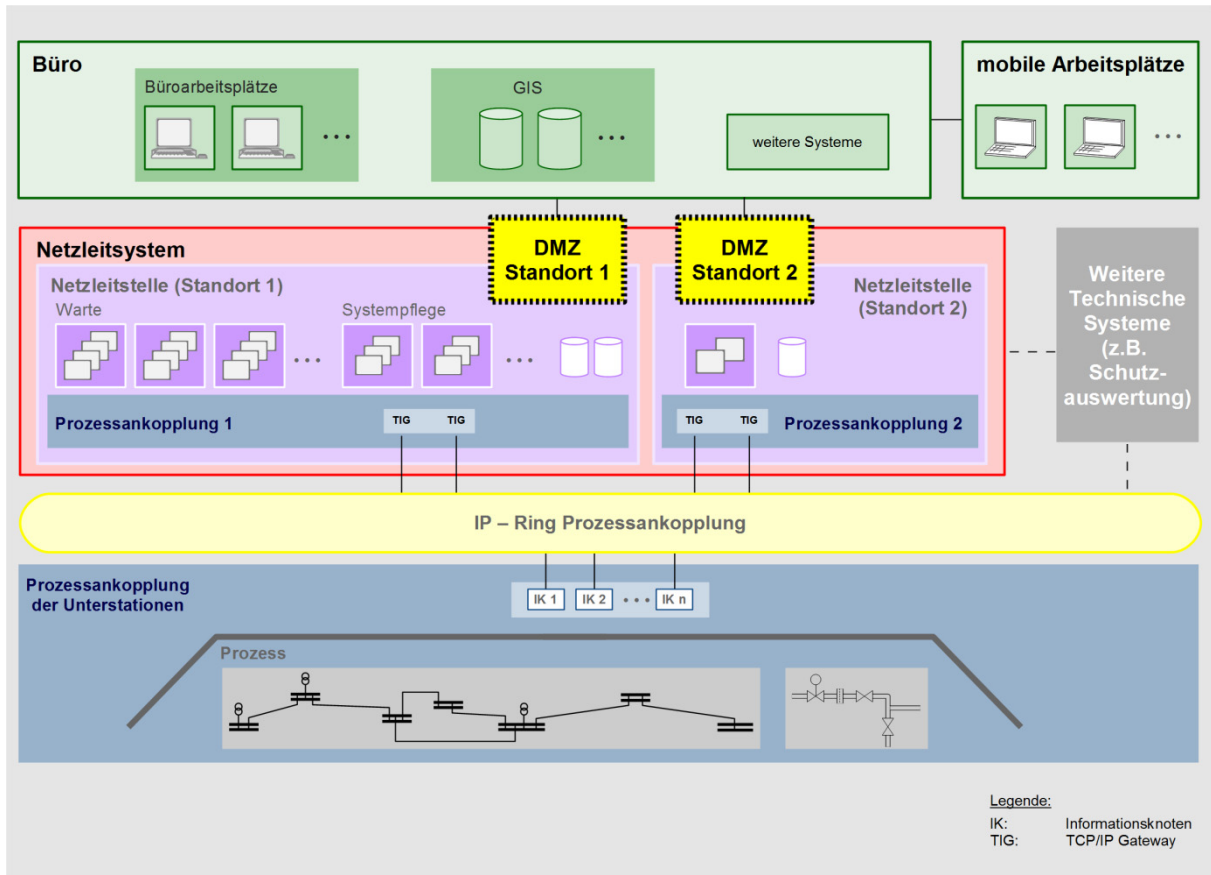 Büro
Büroarbeitsplätze
...
GIS
...
weitere Systeme
mobile Arbeitsplätze
...
Netzleitsystem
DMZ
Standort 1
DMZ
Standort 2
Netzleitstelle (Standort 1)
Warte
...
Systempflege
...
Netzleitstelle
(Standort 2)
Weitere
Technische
Systeme
(z.B.
Schutz-
auswertung)
Prozessankopplung 1
TIG
TIG
TIG
TIG
Prozessankopplung 2
IP – Ring Prozessankopplung
Prozessankopplung
der Unterstationen
IK 1
IK 2
...
IK n
Prozess
Legende:
IK: Informationsknoten
TIG: TCP/IP Gateway